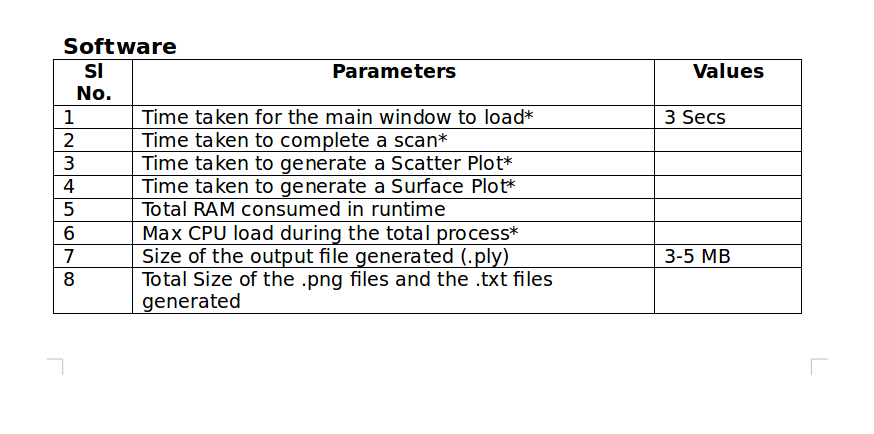 Software
Sl
No.
Parameters
Values
1 Time taken for the main window to load* 3 Secs
2 Time taken to complete a scan*
3 Time taken to generate a Scatter Plot*
4 Time taken to generate a Surface Plot*
5 Total RAM consumed in runtime
6 Max CPU load during the total process*
7 Size of the output file generated (.ply) 3-5 MB
8 Total Size of the .png files and the .txt files
generated